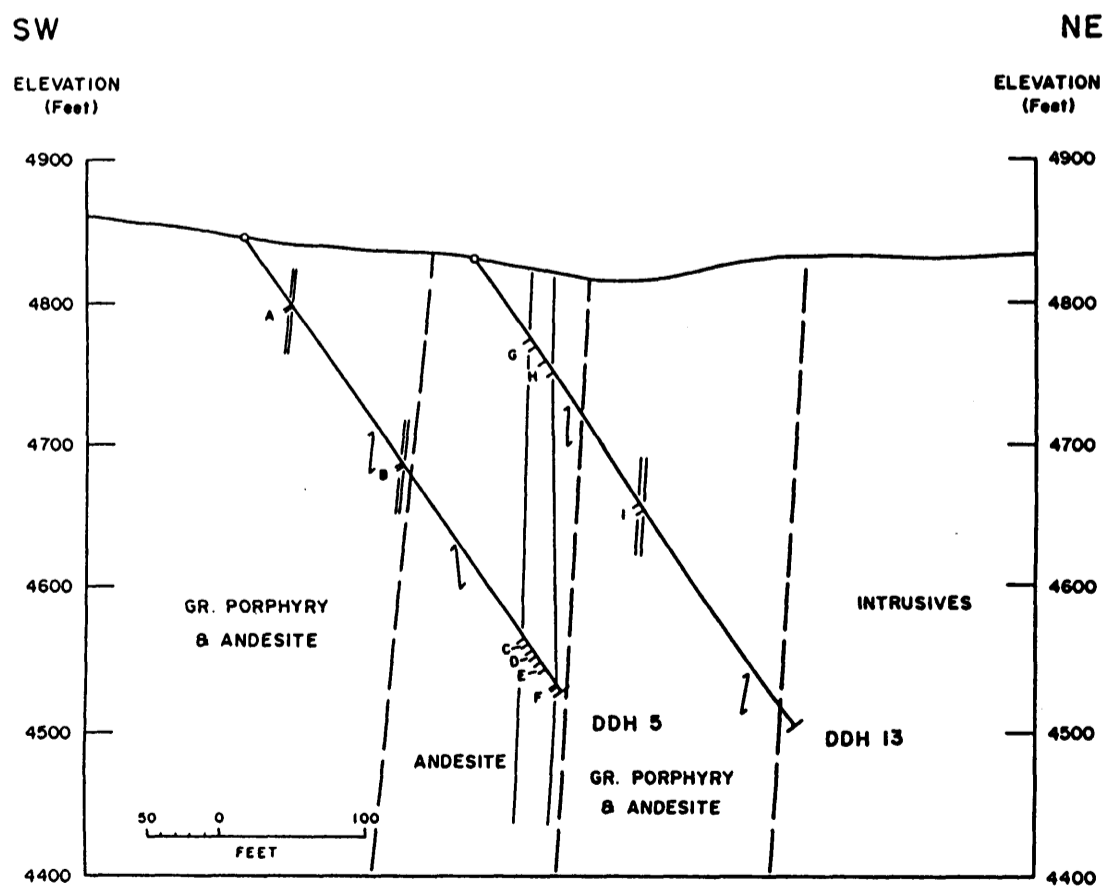 SW
NE
ELEVATION
(Feet)
ELEVATION
(Feet)
4900
4900
4800
4800
A
G
H
4700
4700
B
I
4600
4600
GR. PORPHYRY
& ANDESITE
INTRUSIVES
C
D
E
F
4500
DDH 5
DDH 13
4500
ANDESITE
GR. PORPHYRY
& ANDESITE
50 0 100
FEET
4400
4400